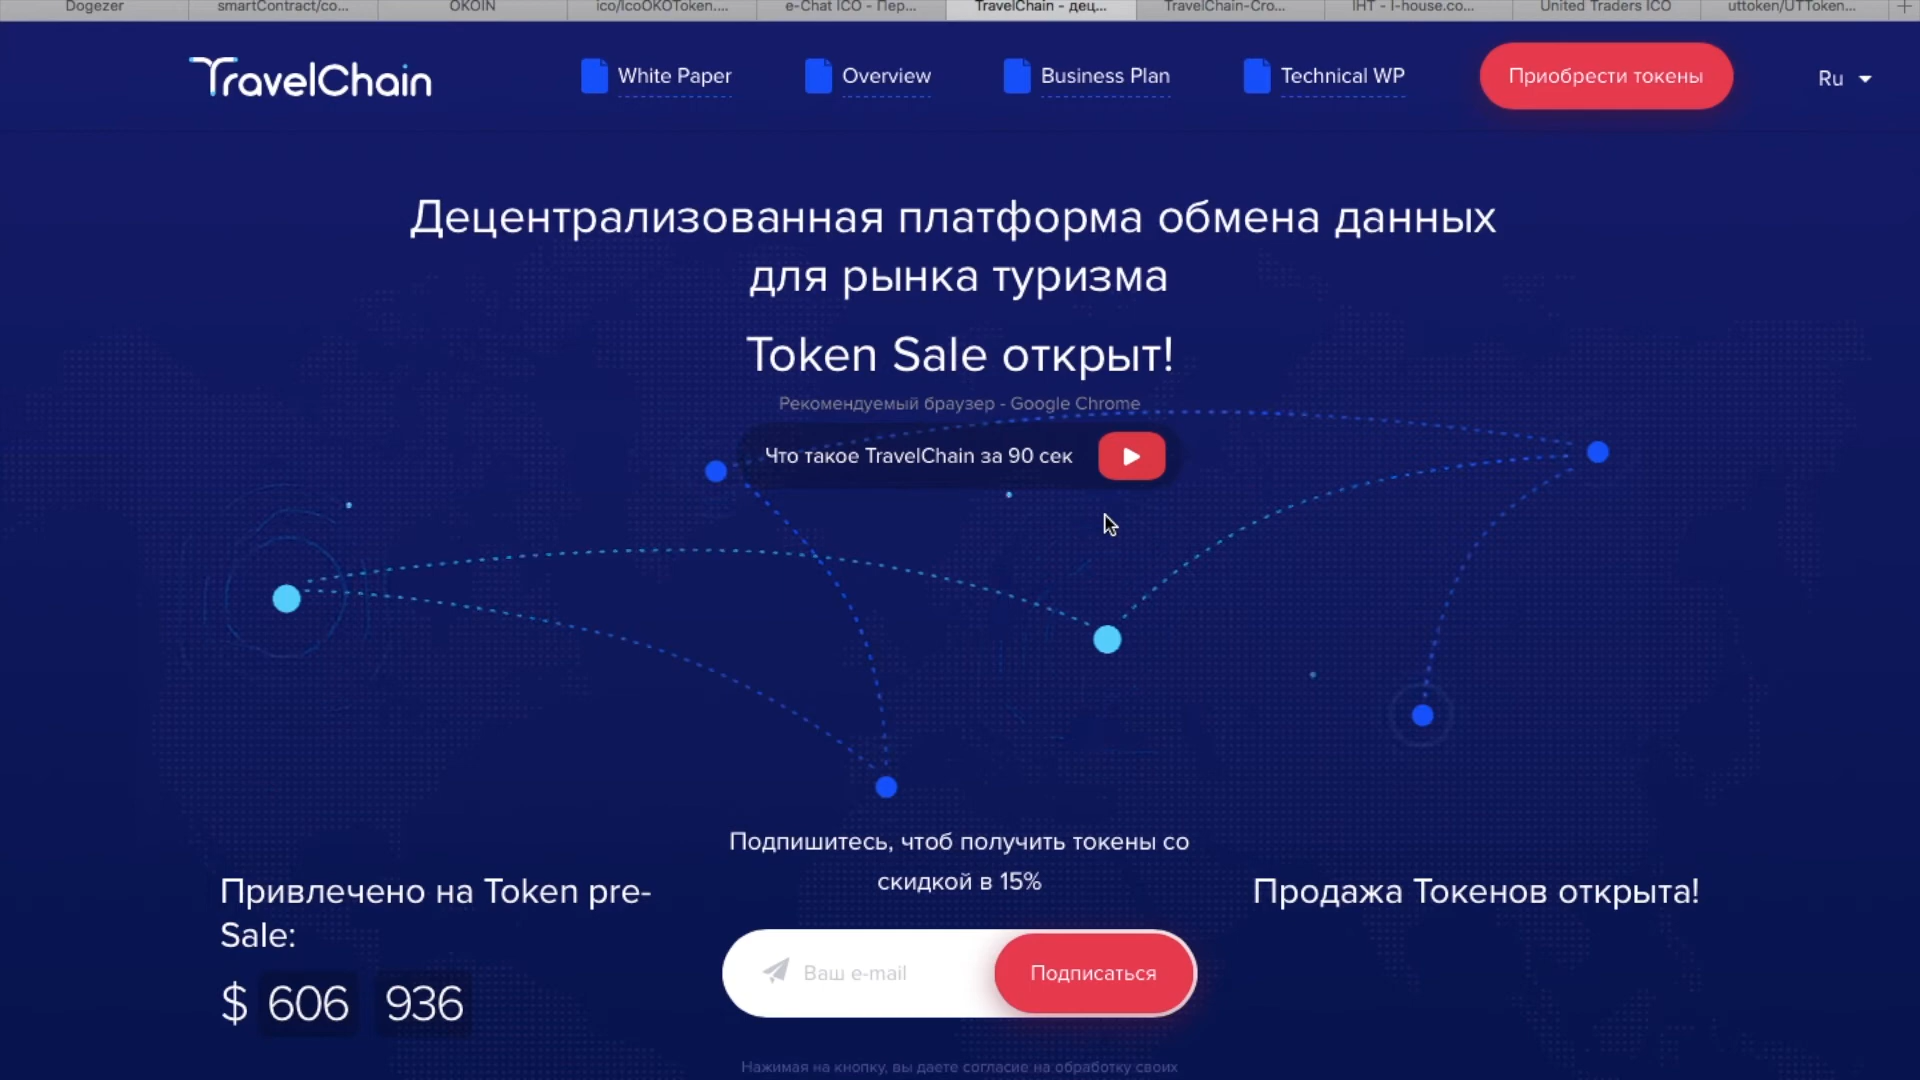 Dogezer
smartContract/co...
OKOIN
ico/IcoOKOToken....
e-Chat ICO - Пер...
TravelChain - дец...
TravelChain-Cro...
IHT - I-house.co...
United Traders ICO
uttoken/UTToken...
TravelChain
White Paper
Overview
Business Plan
Technical WP
Приобрести токены
Ru
Децентрализованная платформа обмена данных
для рынка туризма
Token Sale открыт!
Рекомендуемый браузер - Google Chrome
Что такое TravelChain за 90 сек
Подпишитесь, чтоб получить токены со
скидкой в 15%
Привлечено на Token pre-
Sale:
$ 606 936
Ваш e-mail
Подписаться
Продажа Токенов открыта!
Нажимая на кнопку, вы даете согласие на обработку своих